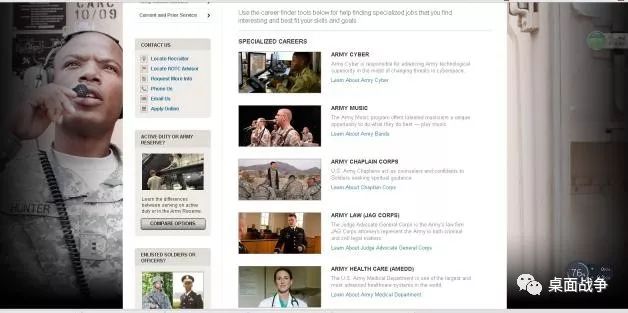 CARC
10/09
HUNTER
Current and Prior Service
CONTACT US
Locate Recruiter
Locate ROTC Advisor
Request More Info
Phone Us
Email Us
Apply Online
ACTIVE DUTY OR ARMY
RESERVE?
Learn the differences
between serving on active
duty or in the Army Reserve.
COMPARE OPTIONS
ENLISTED SOLDIERS OR
OFFICERS?
Use the career finder tools below for help finding specialized jobs that you find
interesting and best fit your skills and goals.
SPECIALIZED CAREERS
ARMY CYBER
Army Cyber is responsible for advancing Army technological
superiority in the midst of changing threats in cyberspace.
Learn About Army Cyber
ARMY MUSIC
The Army Music program offers talented musicians a unique
opportunity to do what they do best — play music.
Learn About Army Bands
ARMY CHAPLAIN CORPS
U.S. Army Chaplains act as counselors and confidants to
Soldiers seeking spiritual guidance.
Learn About Chaplain Corps
ARMY LAW (JAG CORPS)
The Judge Advocate General Corps is the Army's law firm.
JAG Corps attorneys represent the Army in both criminal
and civil legal matters.
Learn About Judge Advocate General Corps
ARMY HEALTH CARE (AMEDD)
The U.S. Army Medical Department is one of the largest and
most advanced healthcare systems in the world.
Learn About Army Medical Department
76
桌面战争